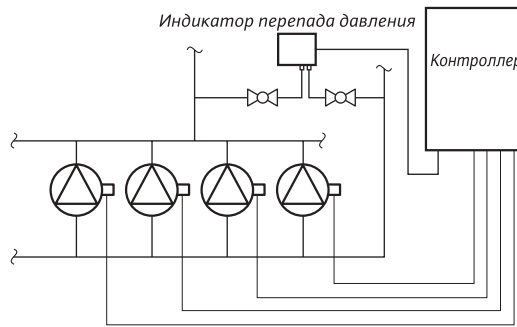 Индикатор перепада давления
Контроллер